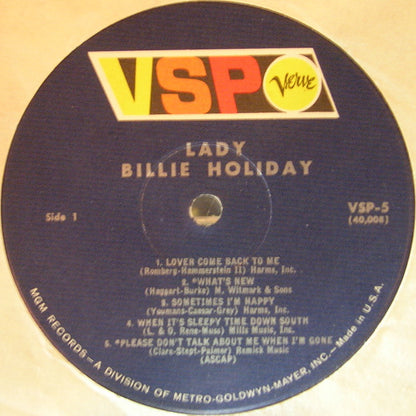 VSP Verve
LADY
BILLIE HOLIDAY
Side 1
VSP-5
(40,008)
1. LOVER COME BACK TO ME
(Romberg-Hammerstein II) Harms, Inc.
2. *WHAT'S NEW
(Haggart-Burke) M. Witmark & Sons
3. SOMETIMES I'M HAPPY
(Youmans-Caesar-Grey) Harms, Inc.
4. WHEN IT'S SLEEPY TIME DOWN SOUTH
(L. & O. Rene-Muse) Mills Music, Inc.
5. *PLEASE DON'T TALK ABOUT ME WHEN I'M GONE
(Clare-Stept-Palmer) Remick Music
(ASCAP)
MGM RECORDS—A DIVISION OF METRO-GOLDWYN-MAYER, INC.—Made in U.S.A.